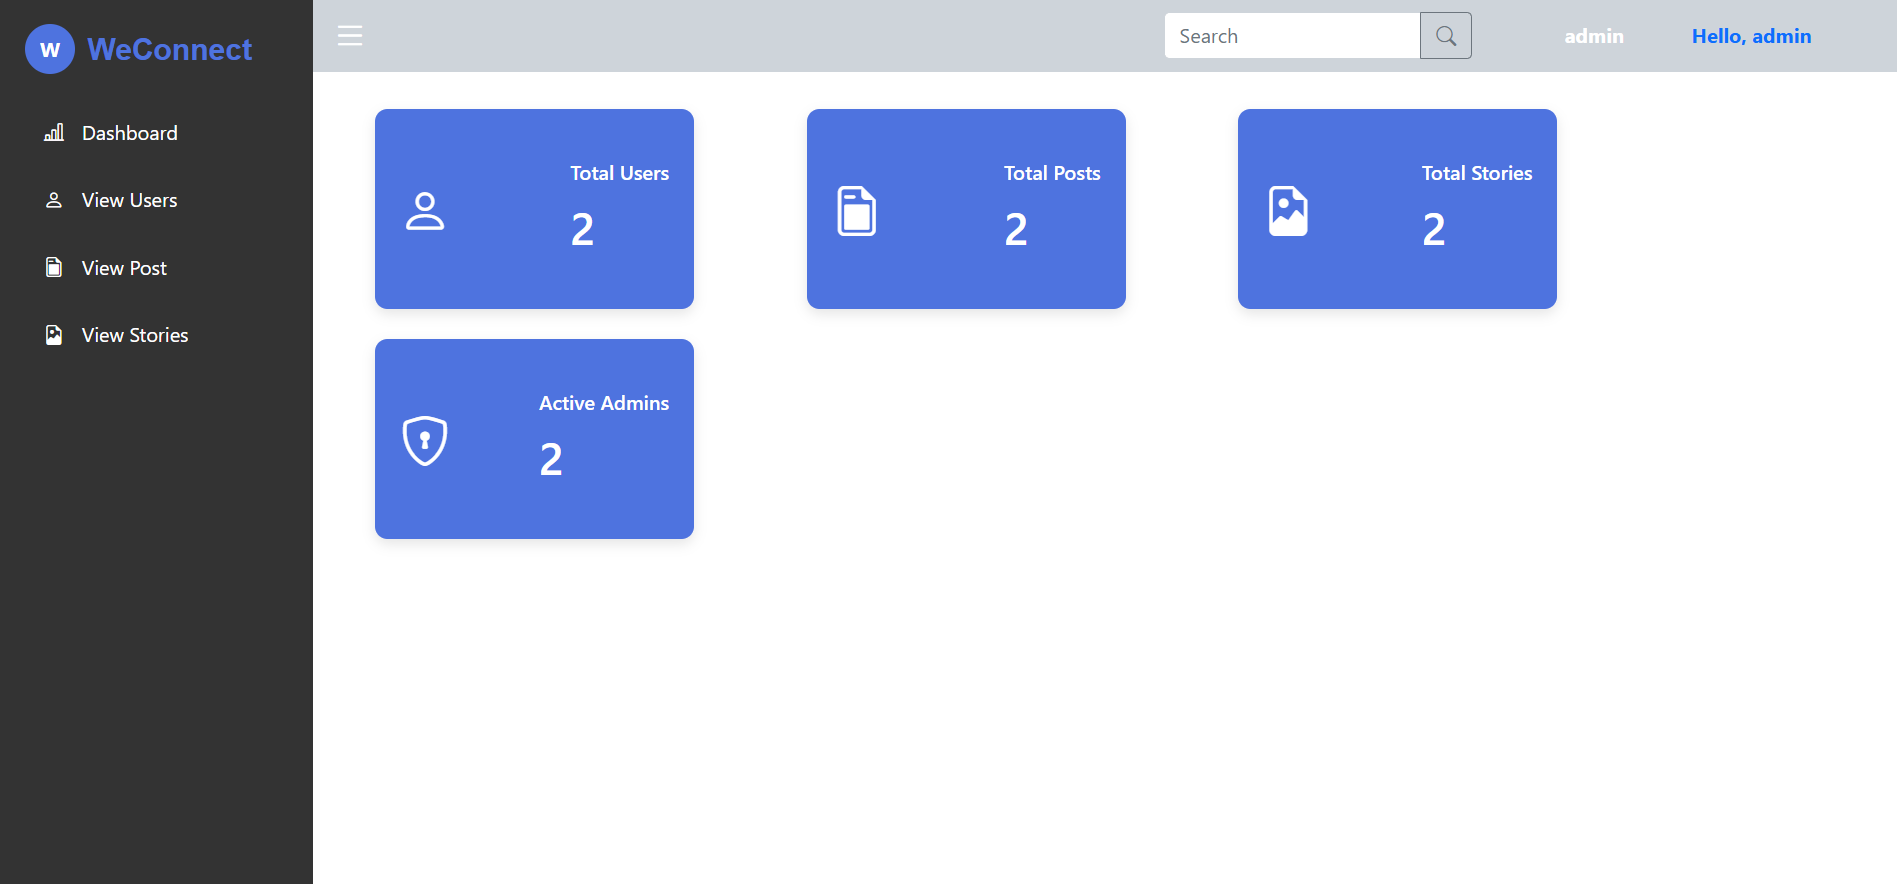 W WeConnect
Search
admin
Hello, admin
Dashboard
View Users
View Post
View Stories
Total Users
2
Total Posts
2
Total Stories
2
Active Admins
2